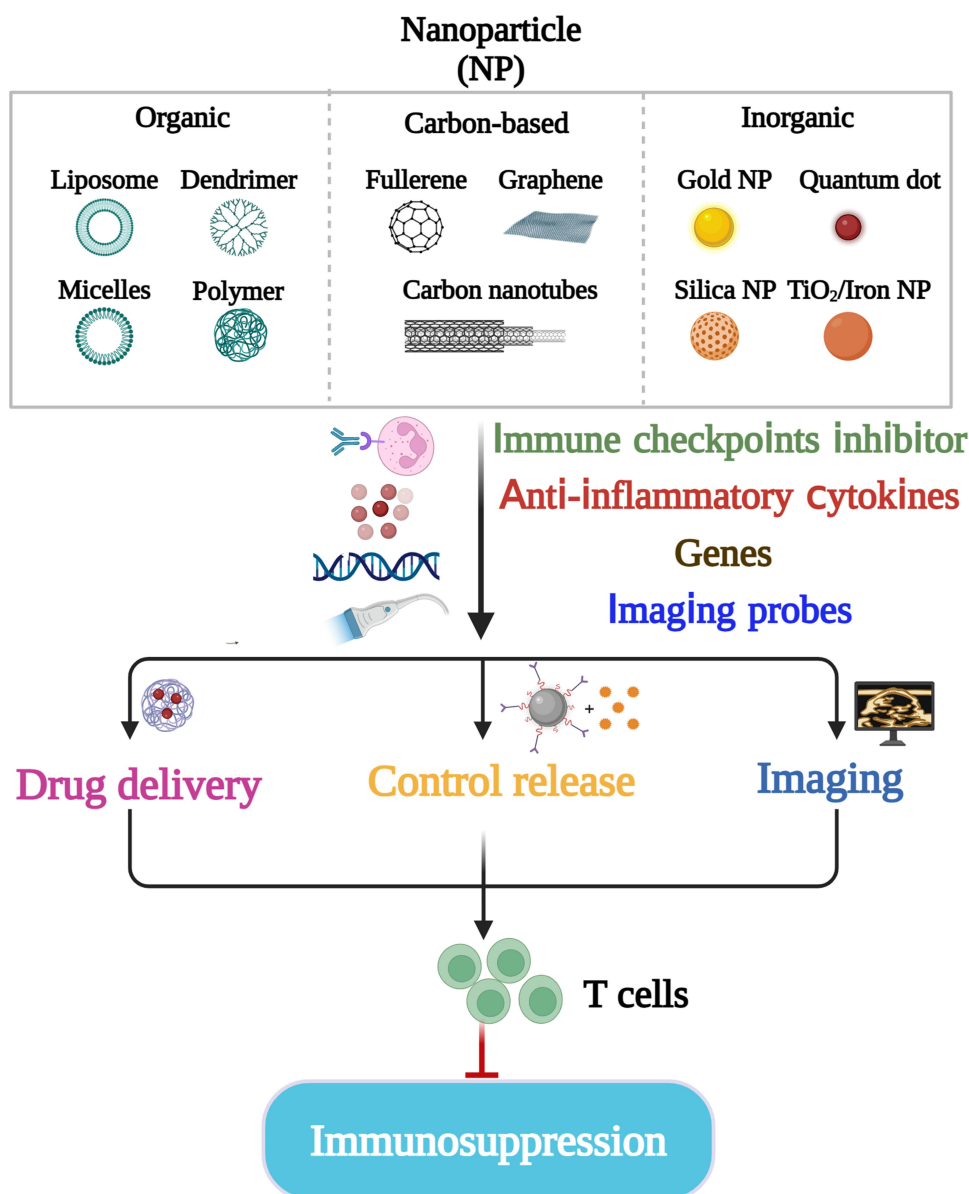 Nanoparticle
(NP)
Organic
Carbon-based
Inorganic
Liposome
Dendrimer
Fullerene
Graphene
Gold NP
Quantum dot
Micelles
Polymer
Carbon nanotubes
Silica NP
TiO₂/Iron NP
Immune checkpoints inhibitor
Anti-inflammatory cytokines
Genes
Imaging probes
+
Drug delivery
Control release
Imaging
T cells
Immunosuppression